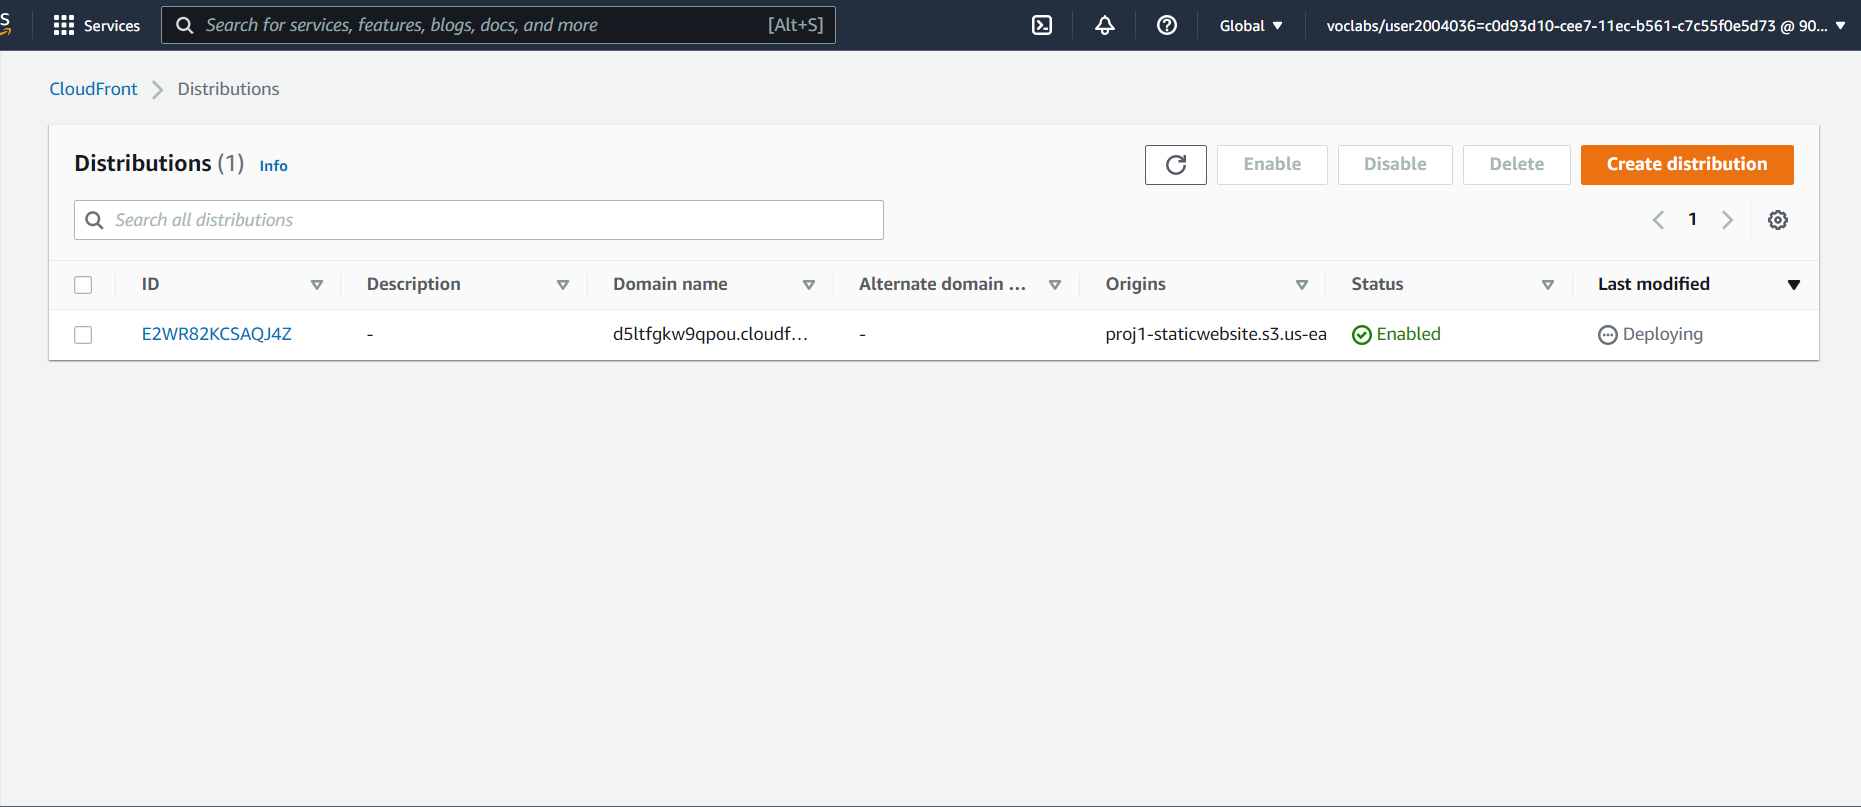 S Services Search for services, features, blogs, docs, and more [Alt+S] Global voclabs/user2004036=c0d93d10-cee7-11ec-b561-c7c55f0e5d73 @ 90...
CloudFront Distributions
Distributions (1) Info Enable Disable Delete Create distribution
Search all distributions 1
ID Description Domain name Alternate domain ... Origins Status Last modified
E2WR82KCSAQJ4Z - d5ltfgkw9qpou.cloudf... - proj1-staticwebsite.s3.us-ea Enabled Deploying